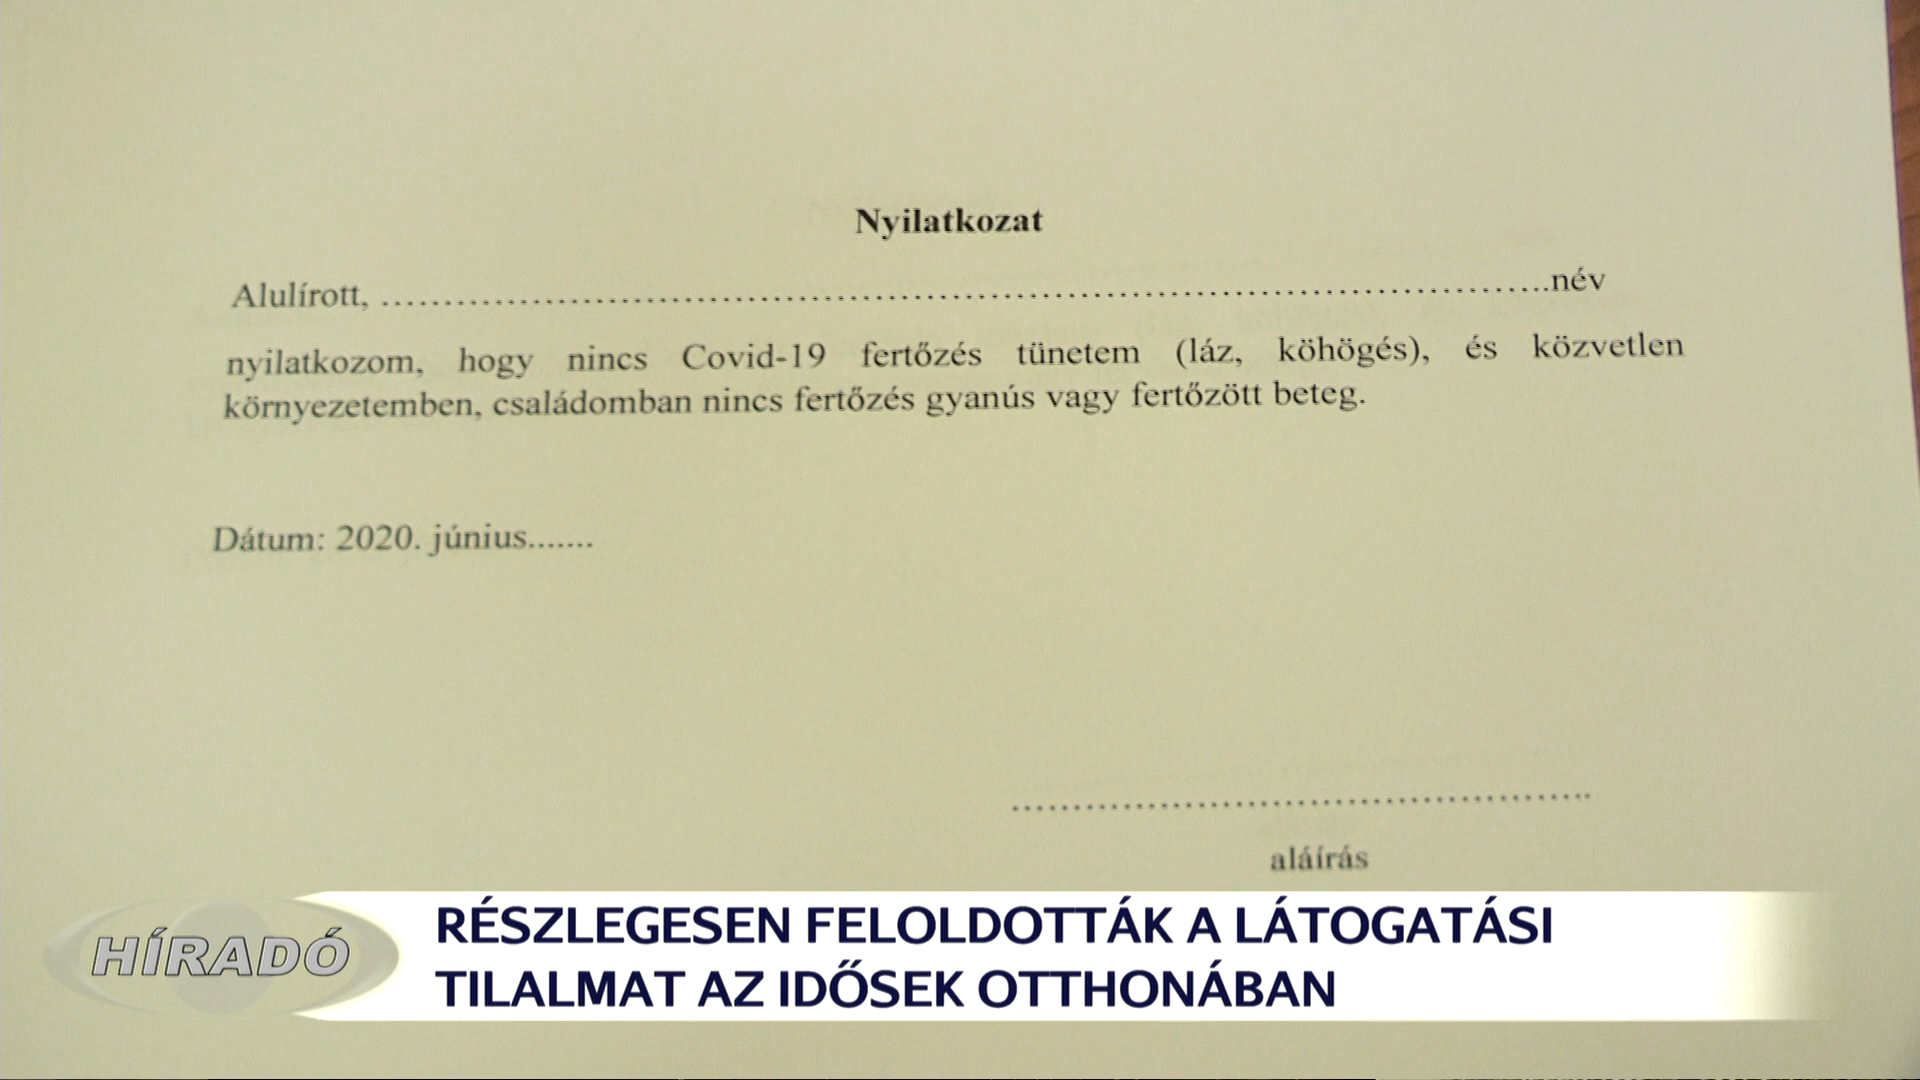 Nyilatkozat
Alulírott, ................................................................................................név
nyilatkozom, hogy nincs Covid-19 fertőzés tünetem (láz, köhögés), és közvetlen
környezetemben, családomban nincs fertőzés gyanús vagy fertőzött beteg.
Dátum: 2020. június.......
................................................
aláírás
HÍRADÓ
RÉSZLEGESEN FELOLDOTTÁK A LÁTOGATÁSI
TILALMAT AZ IDŐSEK OTTHONÁBAN